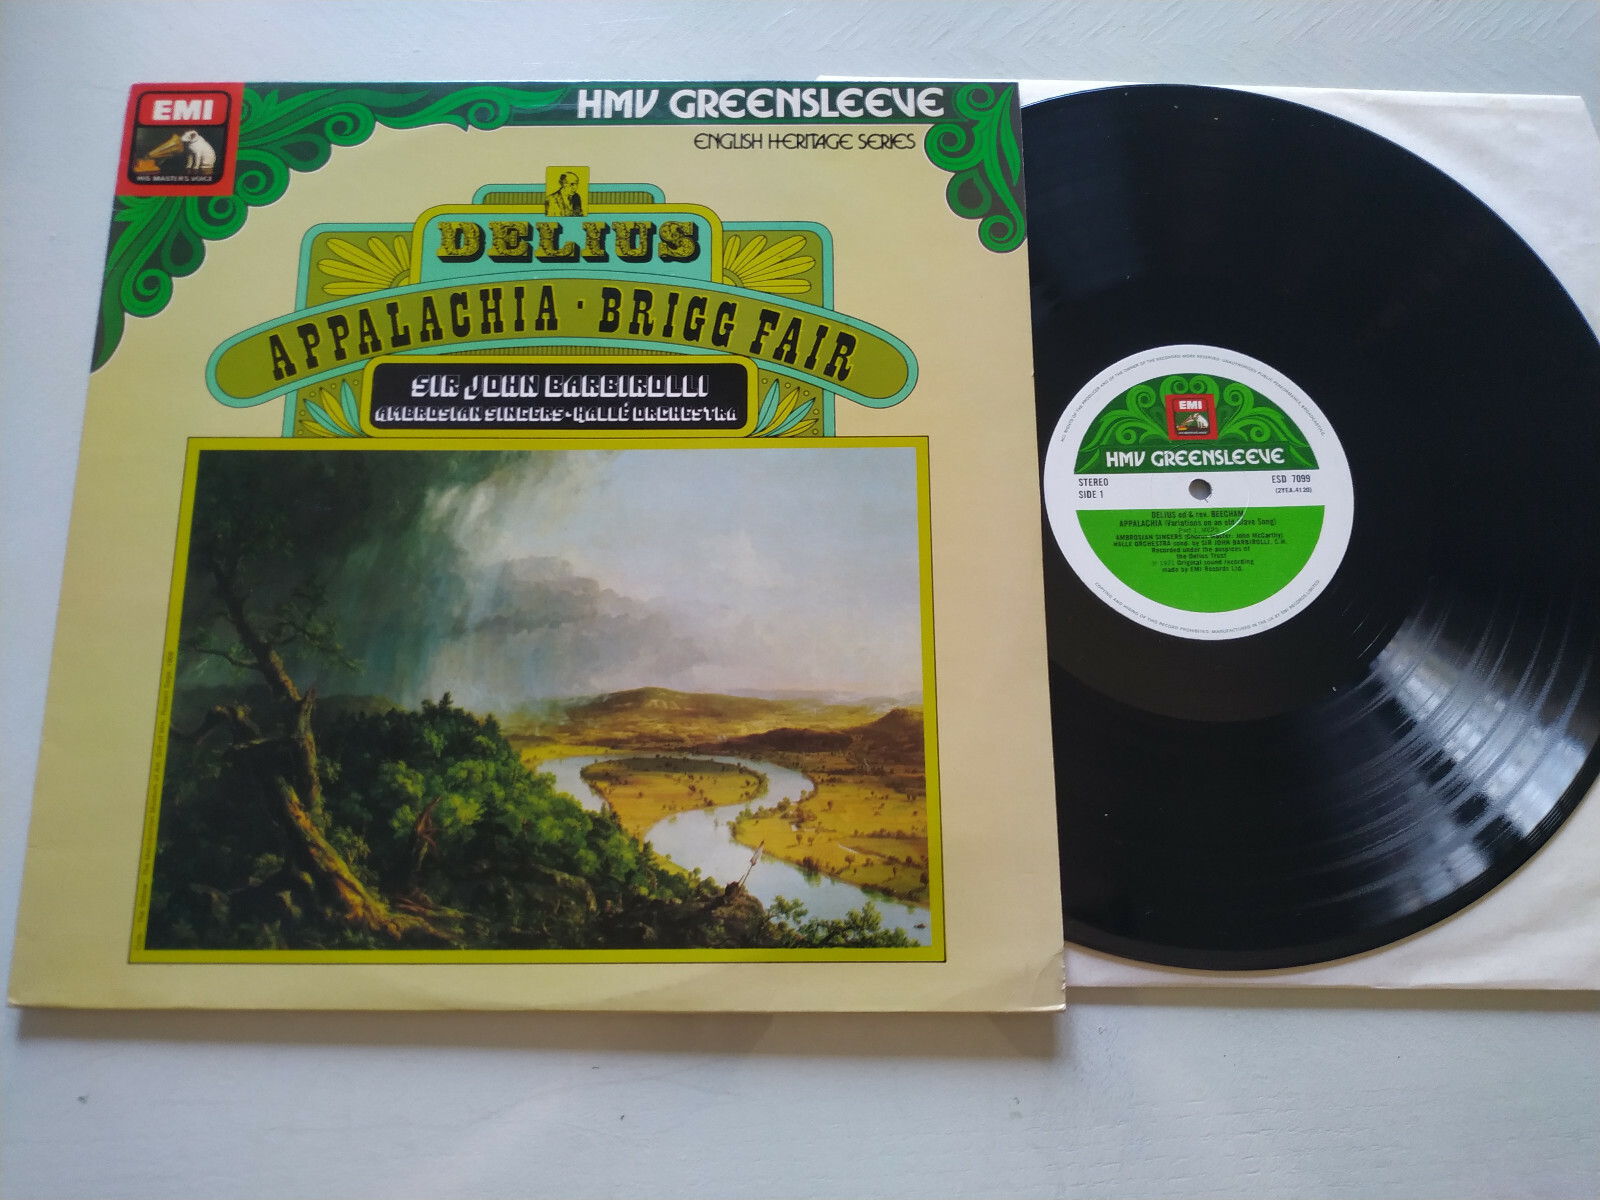 EMI
HIS MASTER'S VOICE
HMV GREENSLEEVE
ENGLISH HERITAGE SERIES
DELIUS
APPALACHIA · BRIGG FAIR
SIR JOHN BARBIROLLI
AMBROSIAN SINGERS · HALLÉ ORCHESTRA
EMI
HMV GREENSLEEVE
STEREO
SIDE 1
ESD 7099
(2YEA.4120)
DELIUS ed & rev. BEECHAM
APPALACHIA (Variations on an old Slave Song)
AMBROSIAN SINGERS (Chorus Master: John McCarthy)
HALLE ORCHESTRA cond. by SIR JOHN BARBIROLLI, C.H.
Recorded under the auspices of
the Delius Trust
Original sound recording
made by EMI Records Ltd.